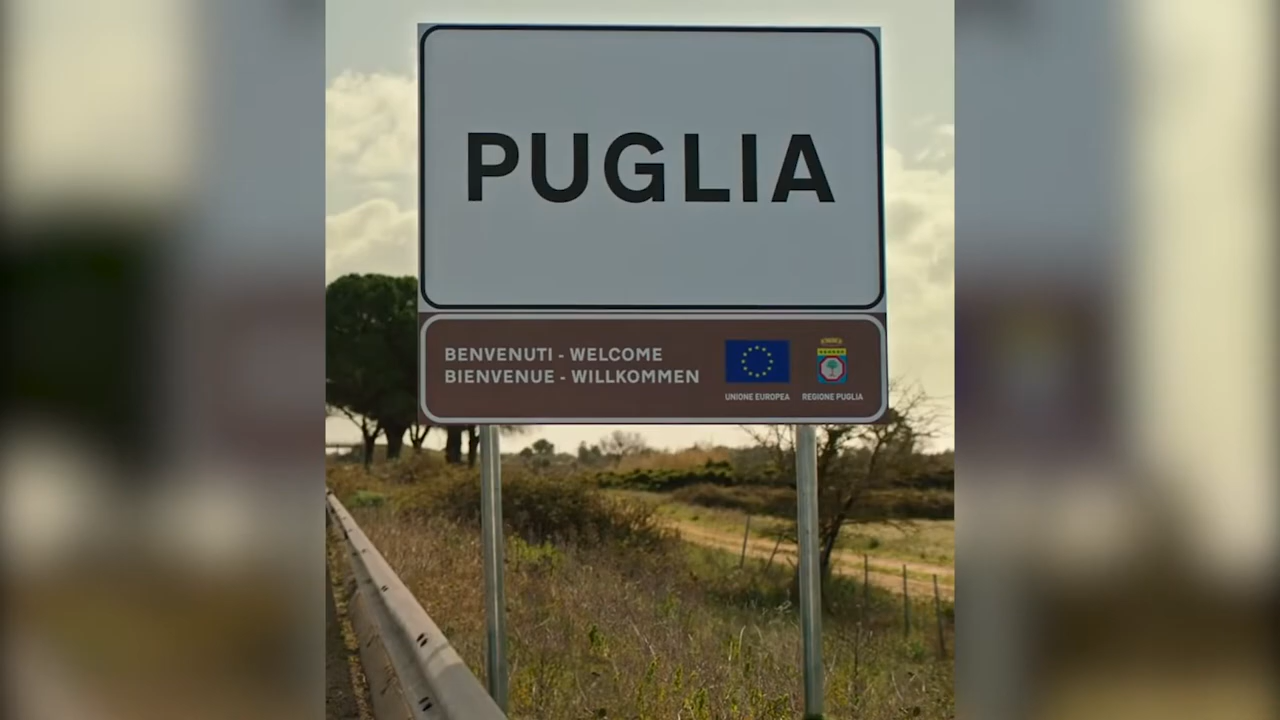 PUGLIA
BENVENUTI - WELCOME
BIENVENUE - WILLKOMMEN
UNIONE EUROPEA
REGIONE PUGLIA